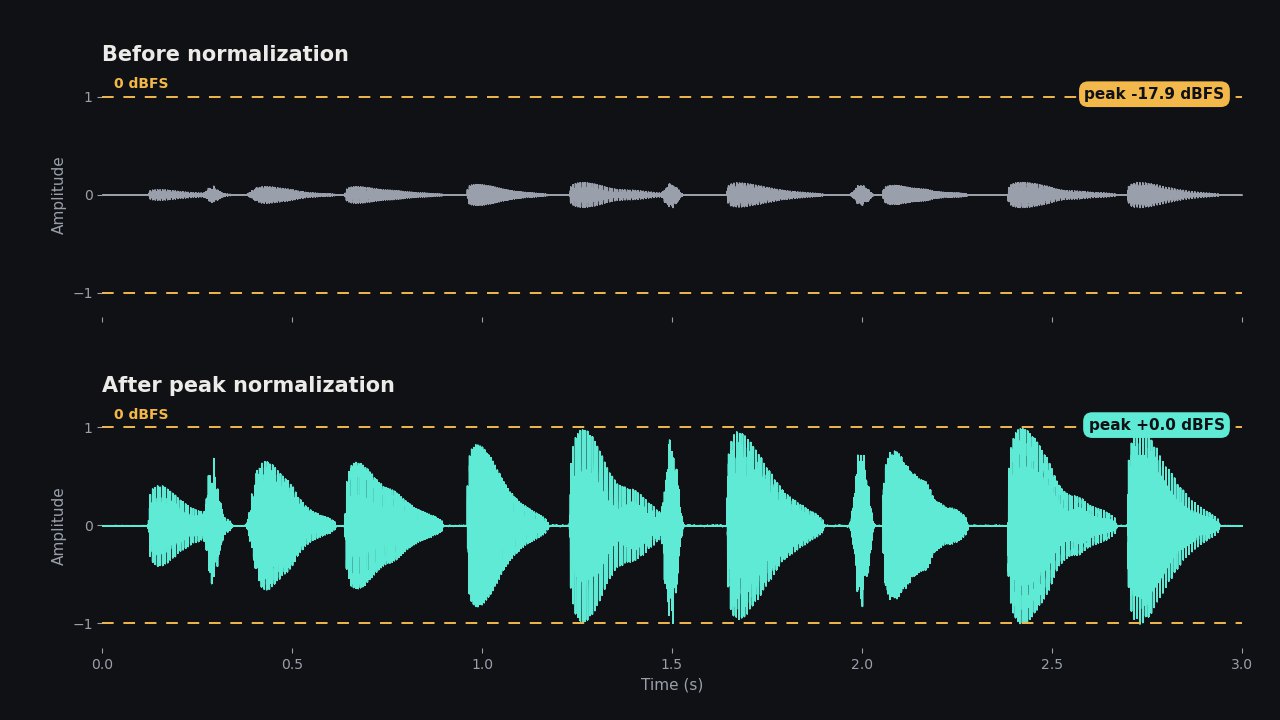 Before normalization
0 dBFS
peak -17.9 dBFS
1
0
−1
Amplitude
After peak normalization
0 dBFS
peak +0.0 dBFS
1
0
−1
Amplitude
0.0 0.5 1.0 1.5 2.0 2.5 3.0
Time (s)